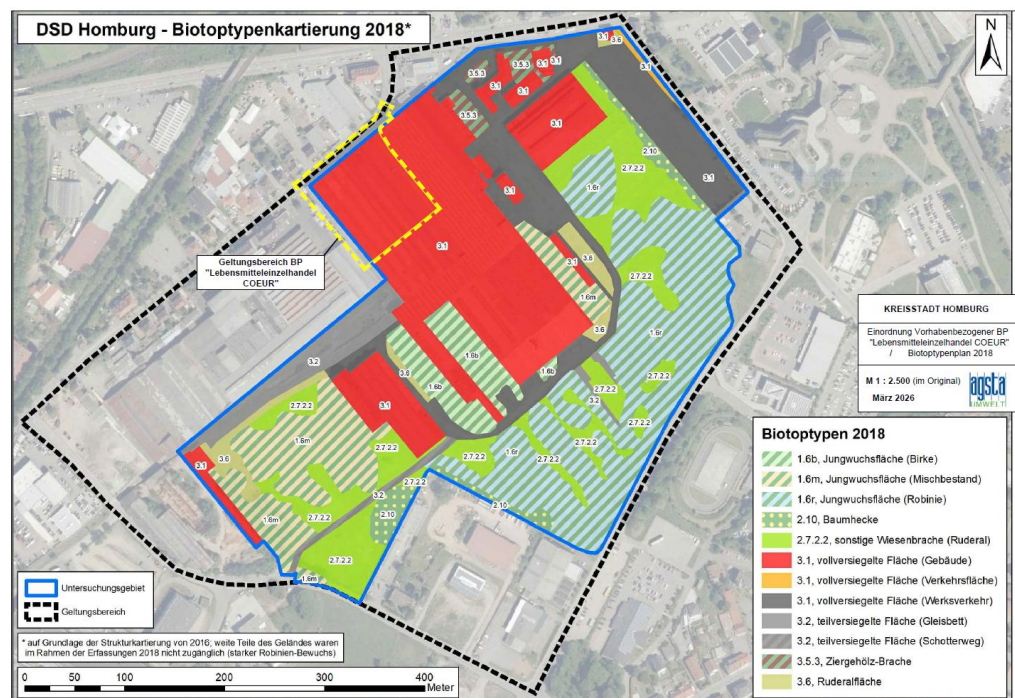 DSD Homburg - Biotoptypenkartierung 2018*
N
3.1
3.6
3.1
3.5.3
3.5.3
3.1
3.1
3.1
3.1
3.5.3
3.1
2.10
2.7.2.2
3.1
1.6r
3.1
Geltungsbereich BP
"Lebensmitteleinzelhandel
COEUR"
3.1
3.1
3.6
2.7.2.2
1.6m
3.6
1.6r
3.2
1.6b
3.6
1.6b
1.6b
2.7.2.2
3.2
2.7.2.2
2.7.2.2
3.1
1.6m
2.7.2.2
2.7.2.2
1.6r
2.7.2.2
3.1
3.6
3.2
2.7.2.2
2.10
2.10
1.6m
2.7.2.2
2.7.2.2
1.6m
KREISSTADT HOMBURG
Einordnung Vorhabenbezogener BP
"Lebensmitteleinzelhandel COEUR"
/ Biotoptypenplan 2018
M 1 : 2.500 (im Original)
März 2026
agsta
UMWELT
Biotoptypen 2018
1.6b, Jungwuchsfläche (Birke)
1.6m, Jungwuchsfläche (Mischbestand)
1.6r, Jungwuchsfläche (Robinie)
2.10, Baumhecke
2.7.2.2, sonstige Wiesenbrache (Ruderal)
3.1, vollversiegelte Fläche (Gebäude)
3.1, vollversiegelte Fläche (Verkehrsfläche)
3.1, vollversiegelte Fläche (Werksverkehr)
3.2, teilversiegelte Fläche (Gleisbett)
3.2, teilversiegelte Fläche (Schotterweg)
3.5.3, Ziergehölz-Brache
3.6, Ruderalfläche
Untersuchungsgebiet
Geltungsbereich
* auf Grundlage der Strukturkartierung von 2016; weite Teile des Geländes waren
im Rahmen der Erfassungen 2018 nicht zugänglich (starker Robinien-Bewuchs)
0 50 100 200 300 400
Meter